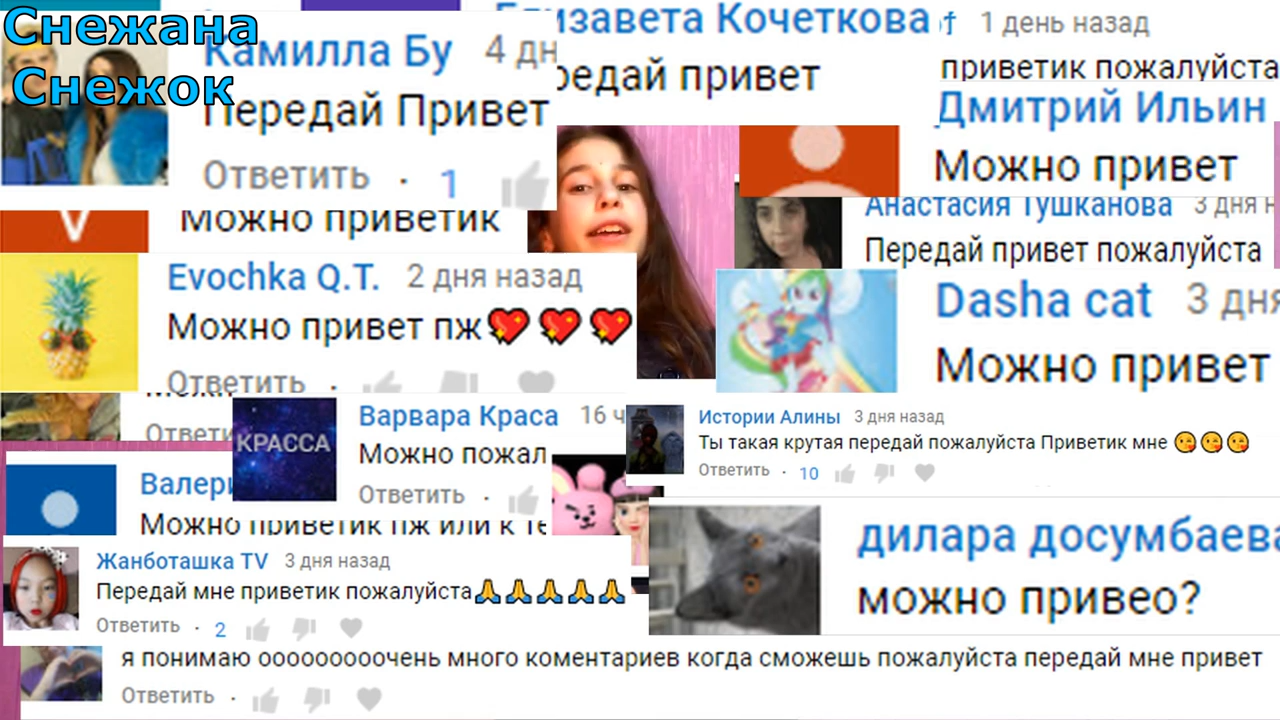 Снежана
Снежок
Камилла Бу 4 дн
Передай Привет
Ответить · 1
Елизавета Кочеткова
редай привет
1 день назад
приветик пожалуйста
Дмитрий Ильин
Можно привет
Анастасия Тушканова 3 дня н
Передай привет пожалуйста
V
Можно приветик
Evochka Q.T. 2 дня назад
Можно привет пж💖💖💖
Ответить ·
Dasha cat 3 дня
Можно привет
Ответи
КРАССА
Варвара Краса 16 ч
Можно пожал
Ответить ·
Истории Алины 3 дня назад
Ты такая крутая передай пожалуйста Приветик мне 😘😘😘
Ответить · 10
Валери
Можно приветик пж или к те
Жанботашка TV 3 дня назад
Передай мне приветик пожалуйста🙏🙏🙏🙏🙏
Ответить · 2
дилара досумбаева
можно привео?
я понимаю ооооооооочень много коментариев когда сможешь пожалуйста передай мне привет
Ответить ·